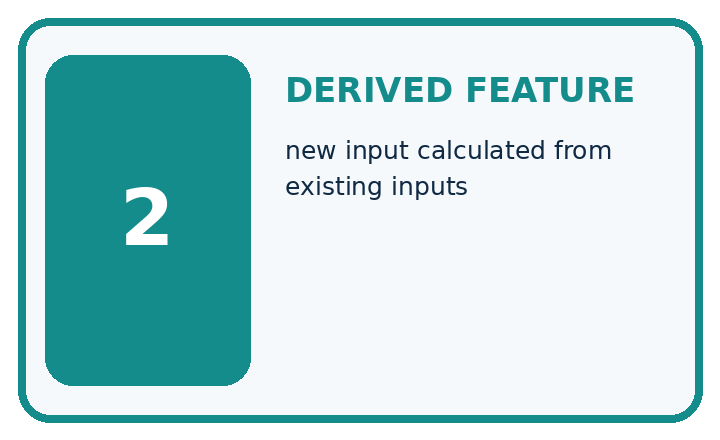 2
DERIVED FEATURE
new input calculated from
existing inputs